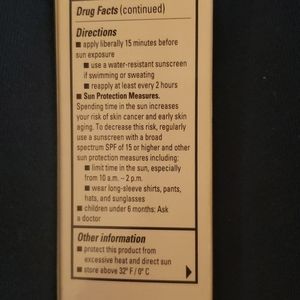 Drug Facts (continued)
Directions
■ apply liberally 15 minutes before
sun exposure
■ use a water-resistant sunscreen
if swimming or sweating
■ reapply at least every 2 hours
■ Sun Protection Measures.
Spending time in the sun increases
your risk of skin cancer and early skin
aging. To decrease this risk, regularly
use a sunscreen with a broad
spectrum SPF of 15 or higher and other
sun protection measures including:
■ limit time in the sun, especially
from 10 a.m. – 2 p.m.
■ wear long-sleeve shirts, pants,
hats, and sunglasses
■ children under 6 months: Ask
a doctor
Other information
■ protect this product from
excessive heat and direct sun
■ store above 32° F / 0° C